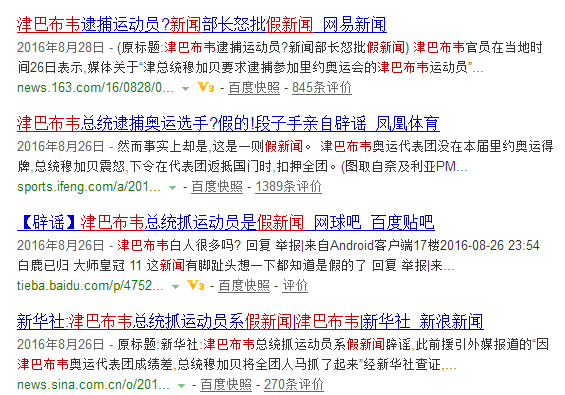 津巴布韦逮捕运动员?新闻部长怒批假新闻_网易新闻
2016年8月28日 - (原标题:津巴布韦逮捕运动员?新闻部长怒批假新闻) 津巴布韦官员在当地时
间26日表示,媒体关于“津总统穆加贝要求逮捕参加里约奥运会的津巴布韦运动员”...
news.163.com/16/0828/0... - V3 - 百度快照 - 845条评价
津巴布韦总统逮捕奥运选手?假的!段子手亲自辟谣_凤凰体育
2016年8月26日 - 然而事实上却是,这是一则假新闻。 津巴布韦奥运代表团没在本届里约奥运得
牌,总统穆加贝震怒,下令在代表团返抵国门时,扣押全团。(图取自奈及利亚PM...
sports.ifeng.com/a/201... - 百度快照 - 1389条评价
【辟谣】津巴布韦总统抓运动员是假新闻_网球吧_百度贴吧
2016年8月26日 - 津巴布韦白人很多吗? 回复 举报|来自Android客户端17楼2016-08-26 23:54
白鹿已归 大师皇冠 11 这新闻有脚趾头想一下都知道是假的了 回复 举报|来...
tieba.baidu.com/p/4752... - V3 - 百度快照 - 评价
新华社:津巴布韦总统抓运动员系假新闻|津巴布韦|新华社_新浪新闻
2016年8月26日 - 原标题:新华社:津巴布韦总统抓运动员系假新闻辟谣,此前援引外媒报道的“因
津巴布韦奥运代表团成绩差,总统穆加贝将全团人马抓了起来”经新华社查证,...
news.sina.com.cn/o/201... - 百度快照 - 270条评价